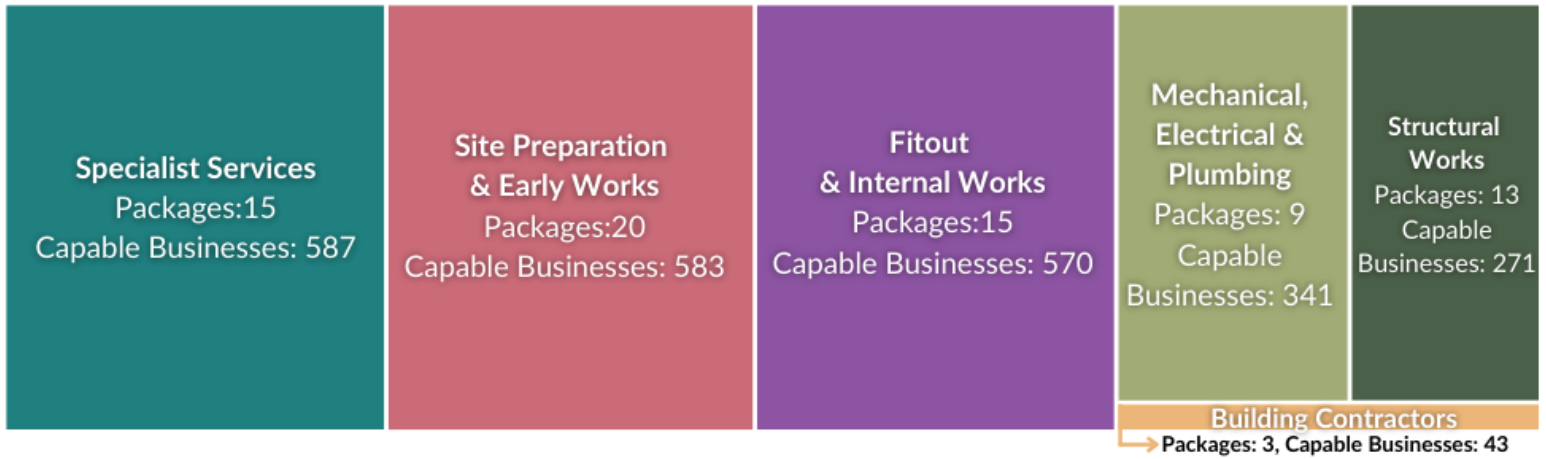 Specialist Services
Packages:15
Capable Businesses: 587
Site Preparation
& Early Works
Packages:20
Capable Businesses: 583
Fitout
& Internal Works
Packages:15
Capable Businesses: 570
Mechanical,
Electrical &
Plumbing
Packages: 9
Capable
Businesses: 341
Structural
Works
Packages: 13
Capable
Businesses: 271
Building Contractors
Packages: 3, Capable Businesses: 43